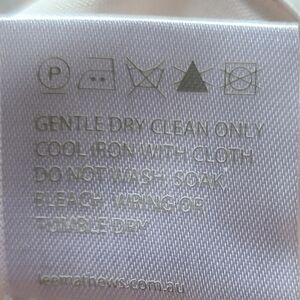 P
GENTLE DRY CLEAN ONLY
COOL IRON WITH CLOTH
DO NOT WASH SOAK
BLEACH WRING OR
TUMBLE DRY
leemathews.com.au